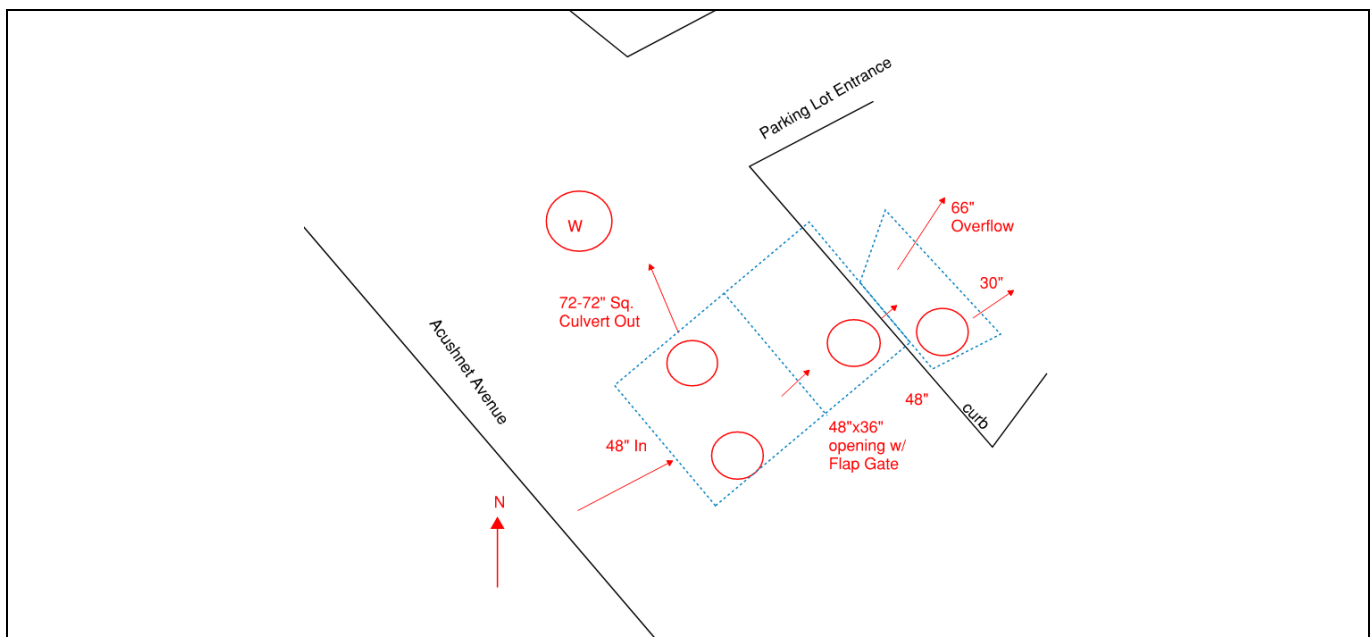 Parking Lot Entrance
66"
Overflow
W
30"
72-72" Sq.
Culvert Out
Acushnet Avenue
48"
curb
48"x36"
opening w/
Flap Gate
48" In
N